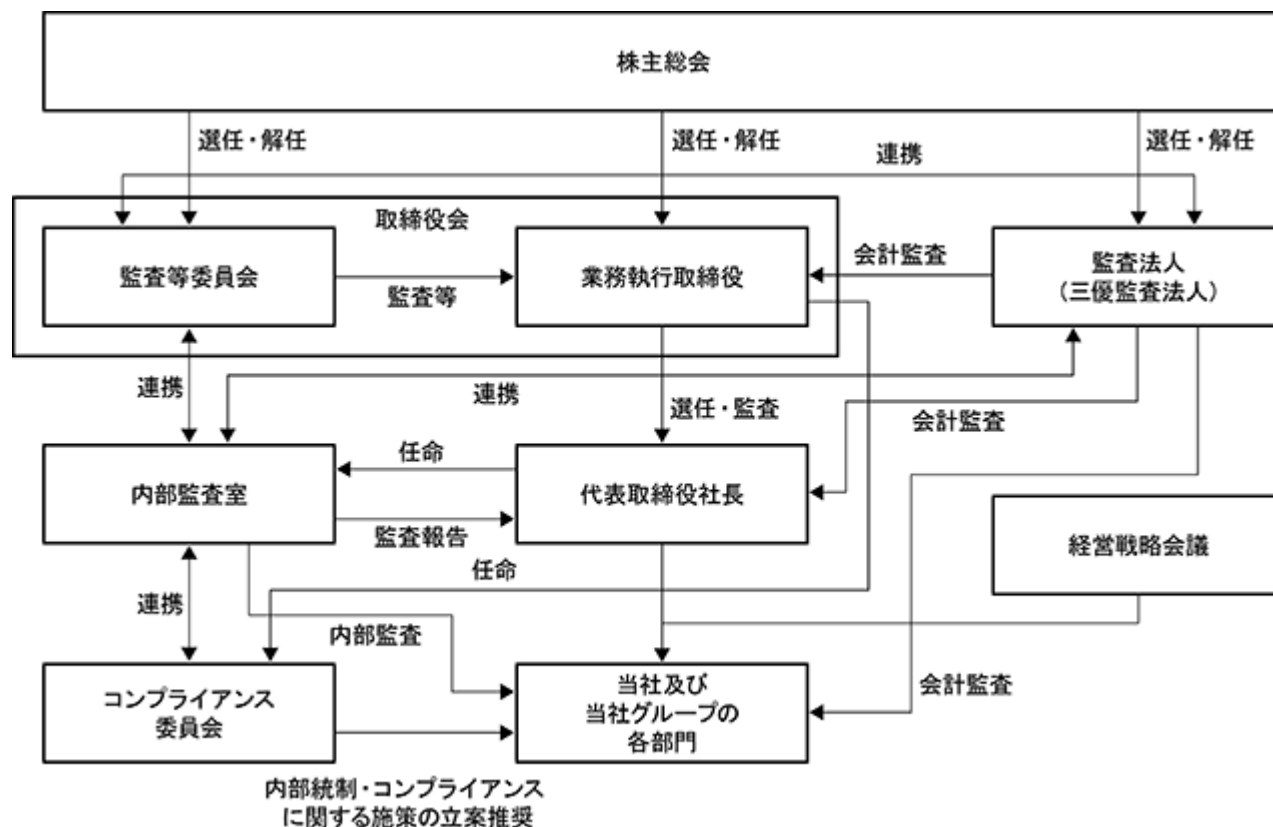 株主総会
選任・解任
選任・解任
選任・解任
連携
取締役会
監査等委員会
監査等
業務執行取締役
会計監査
監査法人
(三優監査法人)
連携
連携
選任・監査
会計監査
内部監査室
任命
監査報告
代表取締役社長
経営戦略会議
連携
任命
内部監査
コンプライアンス
委員会
当社及び
当社グループの
各部門
会計監査
内部統制・コンプライアンス
に関する施策の立案推奨